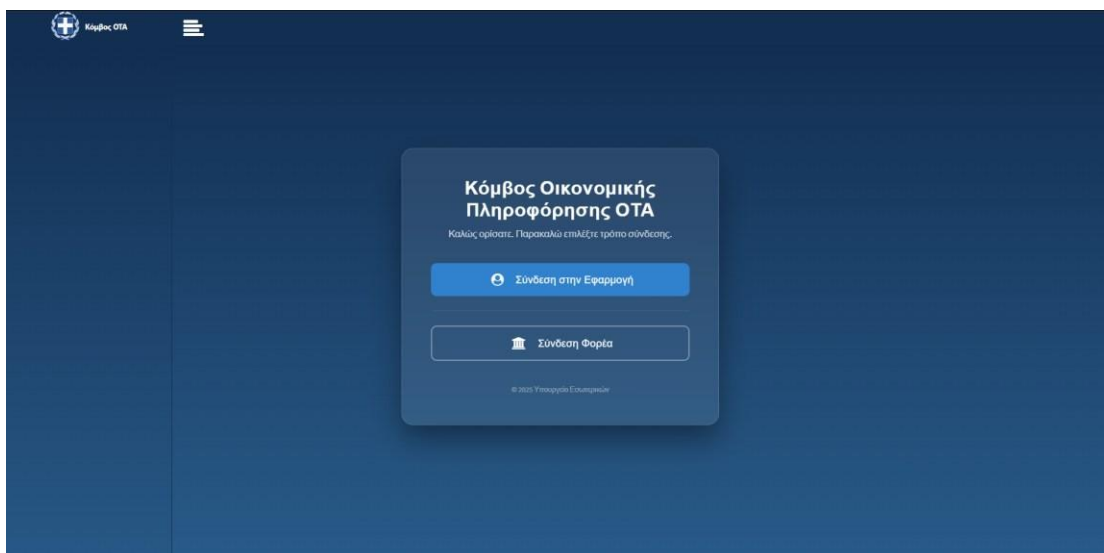 Κόμβος ΟΤΑ
Κόμβος Οικονομικής
Πληροφόρησης ΟΤΑ
Καλώς ορίσατε. Παρακαλώ επιλέξτε τρόπο σύνδεσης.
Σύνδεση στην Εφαρμογή
Σύνδεση Φορέα
© 2025 Υπουργείο Εσωτερικών